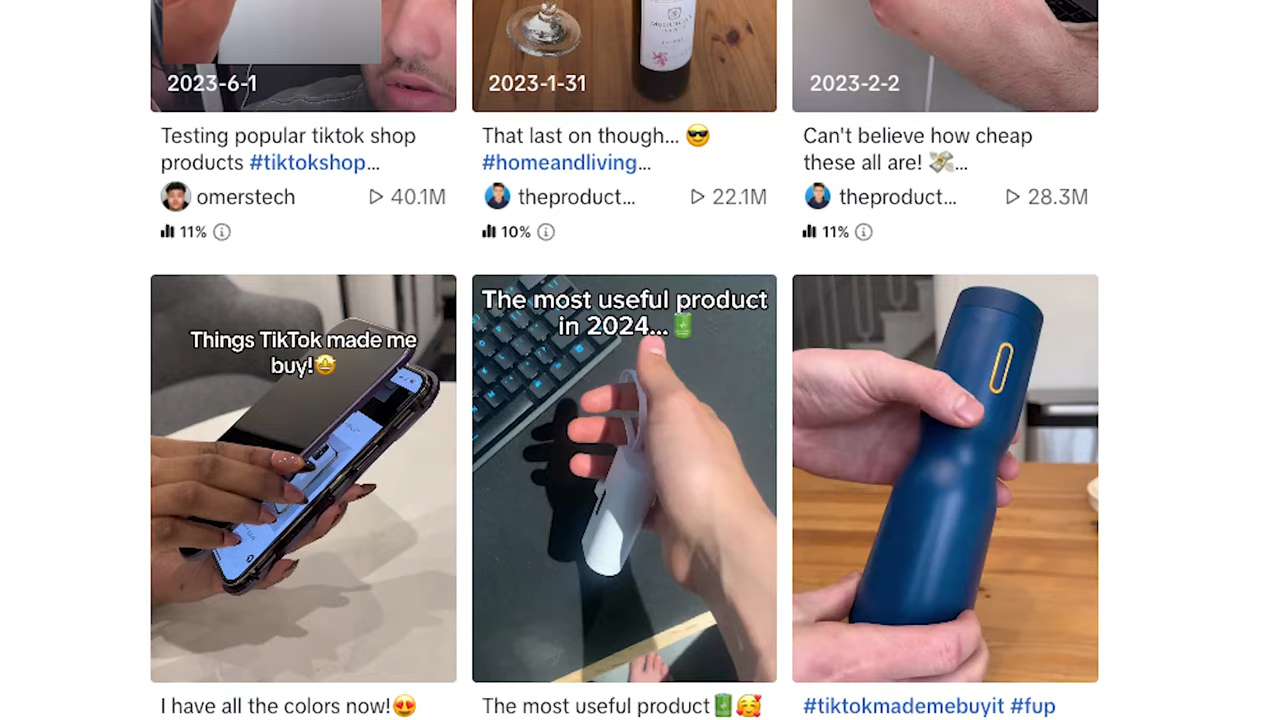 2023-6-1
2023-1-31
2023-2-2
Testing popular tiktok shop
products #tiktokshop...
omerstech
40.1M
11%
That last on though... 😎
#homeandliving...
theproduct...
22.1M
10%
Can't believe how cheap
these all are! 💸...
theproduct...
28.3M
11%
Things TikTok made me
buy!🤩
The most useful product
in 2024...🔋
I have all the colors now!😍
The most useful product🔋🥰
#tiktokmademebuyit #fup